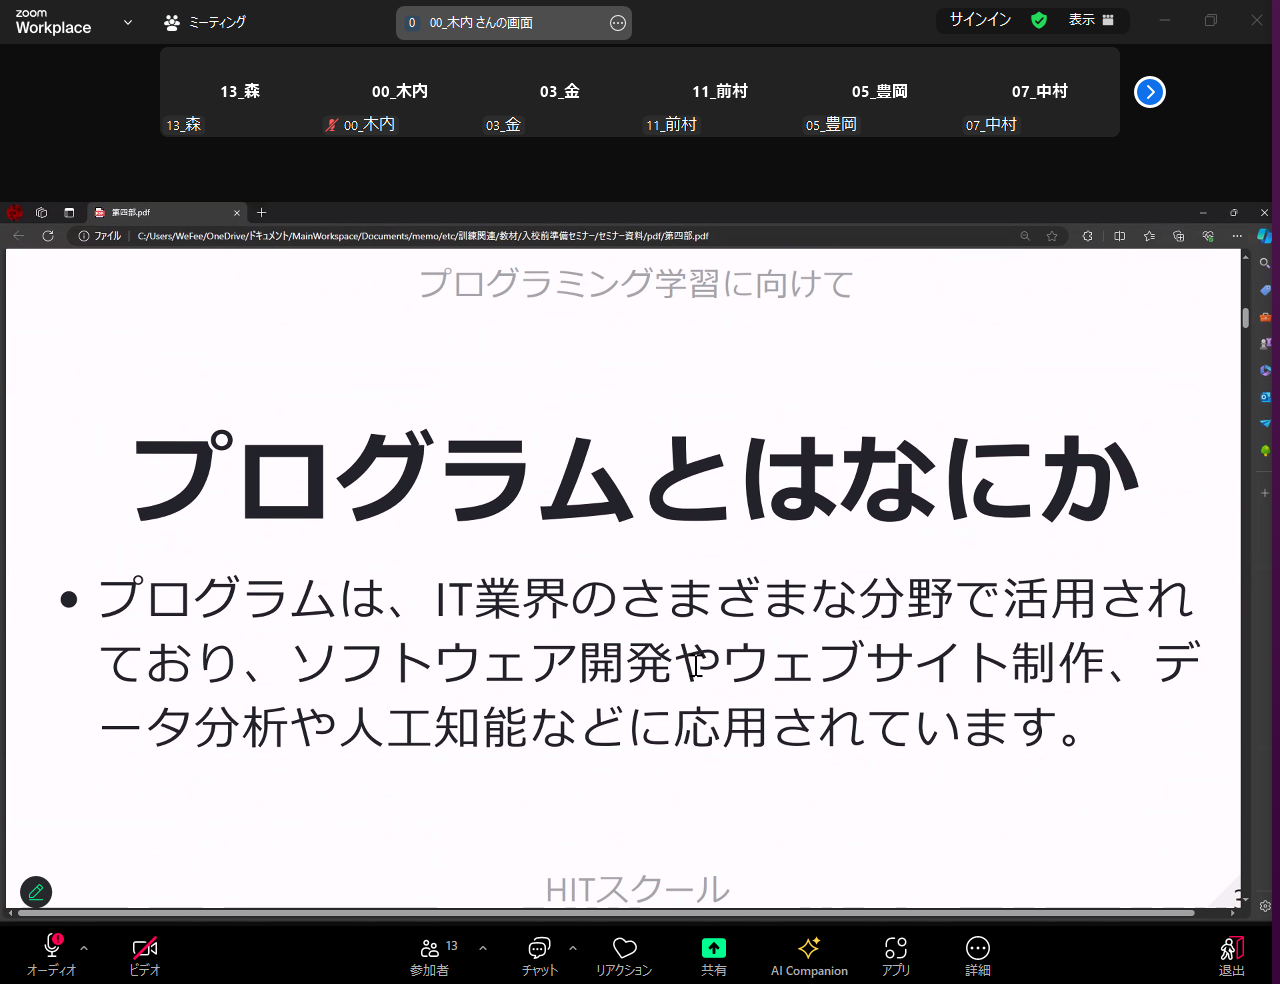 zoom
Workplace
ミーティング
0 00_木内 さんの画面
サインイン
表示
13_森
00_木内
03_金
11_前村
05_豊岡
07_中村
13_森
00_木内
03_金
11_前村
05_豊岡
07_中村
第四部.pdf
ファイル
C:/Users/WeFee/OneDrive/ドキュメント/MainWorkspace/Documents/memo/etc/訓練関連/教材/入校前準備セミナー/セミナー資料/pdf/第四部.pdf
プログラミング学習に向けて
プログラムとはなにか
• プログラムは、IT業界のさまざまな分野で活用され
ており、ソフトウェア開発やウェブサイト制作、デ
ータ分析や人工知能などに応用されています。
HITスクール
オーディオ
ビデオ
13
参加者
チャット
リアクション
共有
AI Companion
アプリ
詳細
退出